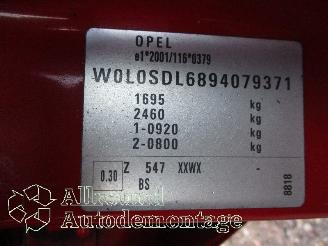 OPEL
e1*2001/116*0379
W0L0SDL6894079371
1695 kg
2460 kg
1-0920 kg
2-0800 kg
0.30 Z 547 XXWX
BS
8818
Allround
Autodemontage